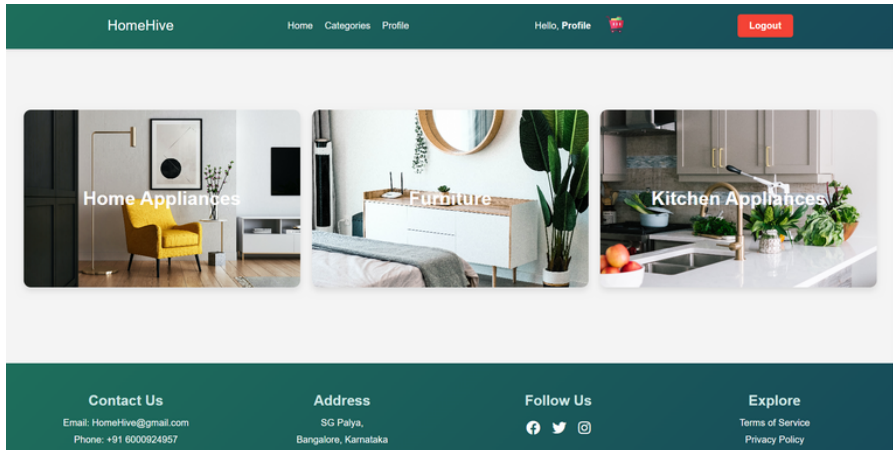 HomeHive
Home Categories Profile
Hello, Profile
Logout
Home Appliances
Furniture
Kitchen Appliances
Contact Us
Email: HomeHive@gmail.com
Phone: +91 6000924957
Address
SG Palya,
Bangalore, Karnataka
Follow Us
Explore
Terms of Service
Privacy Policy